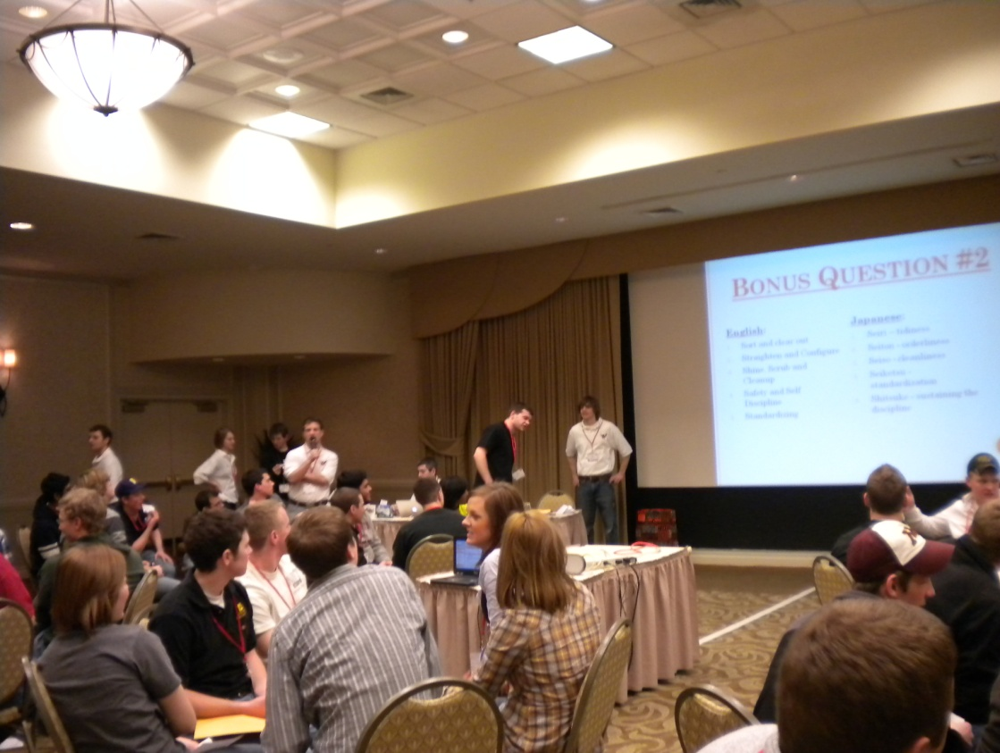 BONUS QUESTION #2
English:
Sort and clear out
Straighten and Configure
Shine, Scrub and
Cleanup
Safety and Self
Discipline
Standardizing
Japanese:
Seiri – tidiness
Seiton – orderliness
Seiso – cleanliness
Seiketsu –
standardization
Shitsuke – sustaining the
discipline